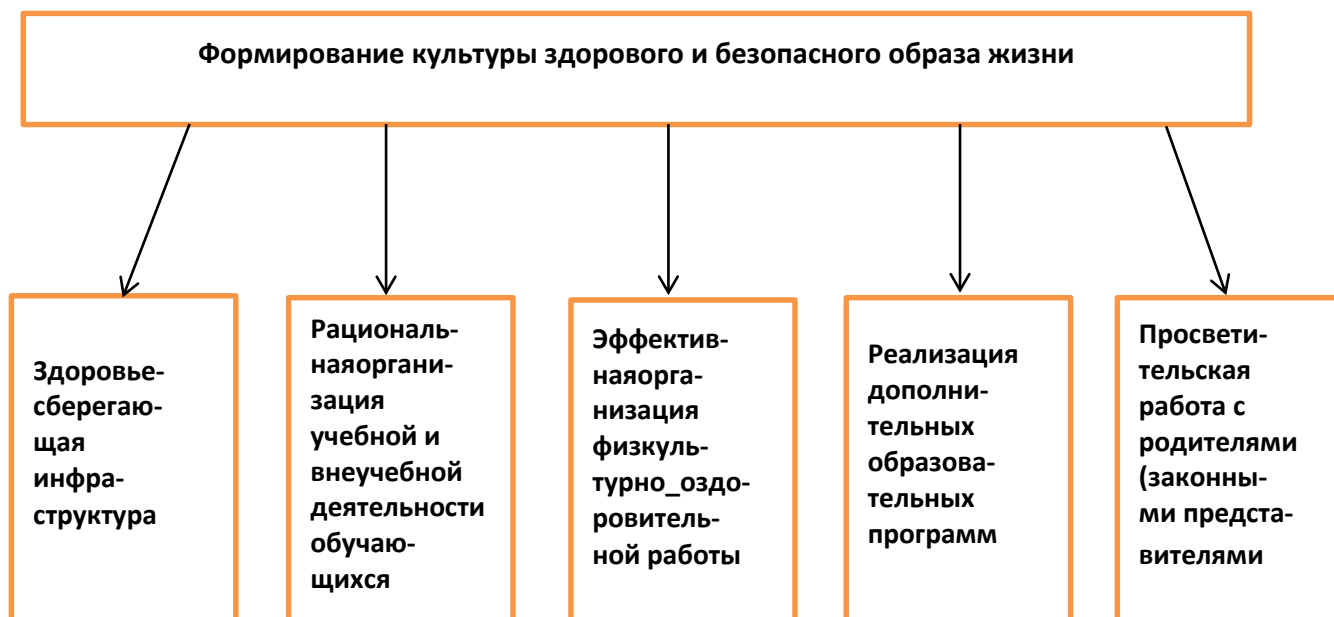 Формирование культуры здорового и безопасного образа жизни
Здоровье-
сберегаю-
щая
инфра-
структура
Рациональ-
наяоргани-
зация
учебной и
внеучебной
деятельности
обучаю-
щихся
Эффектив-
наяорга-
низация
физкуль-
турно_оздо-
ровитель-
ной работы
Реализация
дополни-
тельных
образова-
тельных
программ
Просвети-
тельская
работа с
родителями
(законны-
ми предста-
вителями